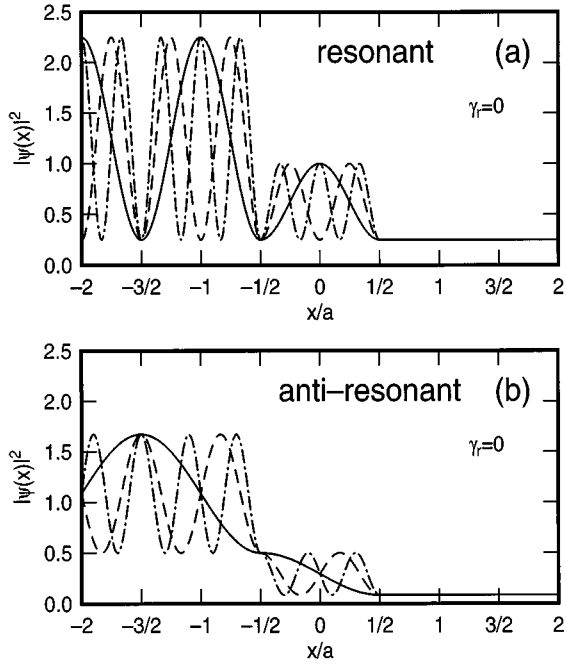 2.5
2.0
1.5
1.0
0.5
0.0
|ψ(x)|²
resonant (a)
γᵣ=0
−2 −3/2 −1 −1/2 0 1/2 1 3/2 2
x/a
2.5
2.0
1.5
1.0
0.5
0.0
|ψ(x)|²
anti−resonant (b)
γᵣ=0
−2 −3/2 −1 −1/2 0 1/2 1 3/2 2
x/a